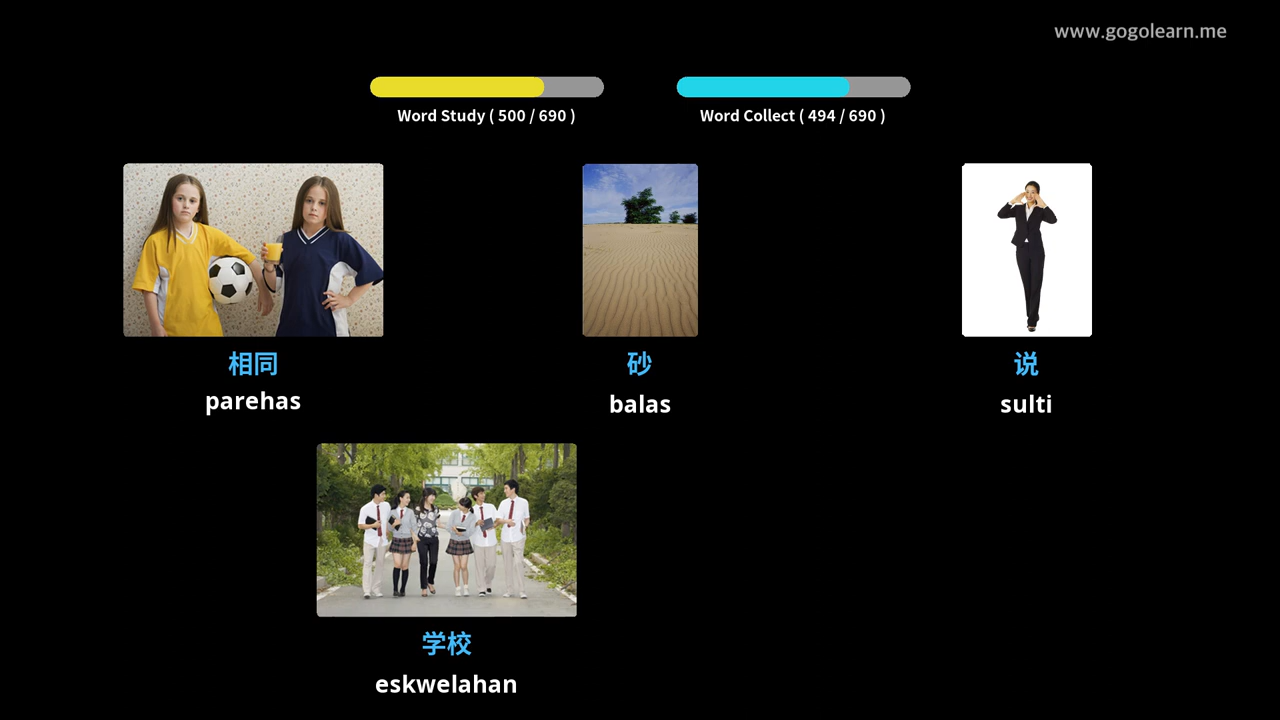 www.gogolearn.me
Word Study ( 500 / 690 )
Word Collect ( 494 / 690 )
相同
parehas
砂
balas
说
sulti
学校
eskwelahan